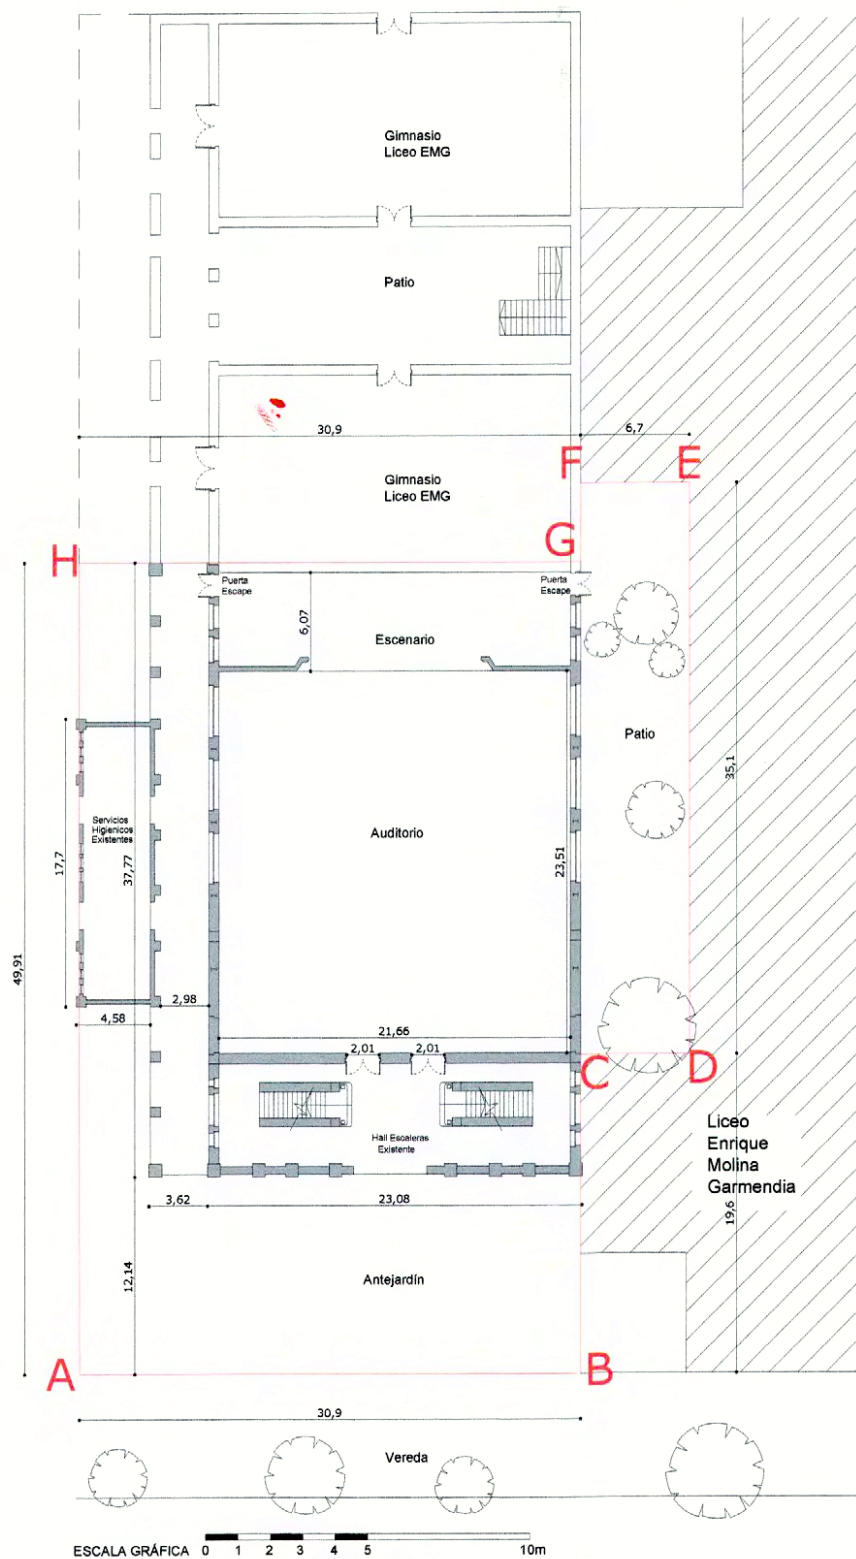 Gimnasio
Liceo EMG
Patio
30,9
6,7
F
E
Gimnasio
Liceo EMG
G
H
Puerta
Escape
Puerta
Escape
6,07
Escenario
Patio
35,1
Servicios
Higienicos
Existentes
Auditorio
17,7
37,77
23,51
49,91
2,98
4,58
21,66
2,01
2,01
C
D
Hall Escaleras
Existente
Liceo
Enrique
Molina
Garmendia
3,62
23,08
19,6
12,14
Antejardín
A
B
30,9
Vereda
ESCALA GRÁFICA 0 1 2 3 4 5 10m